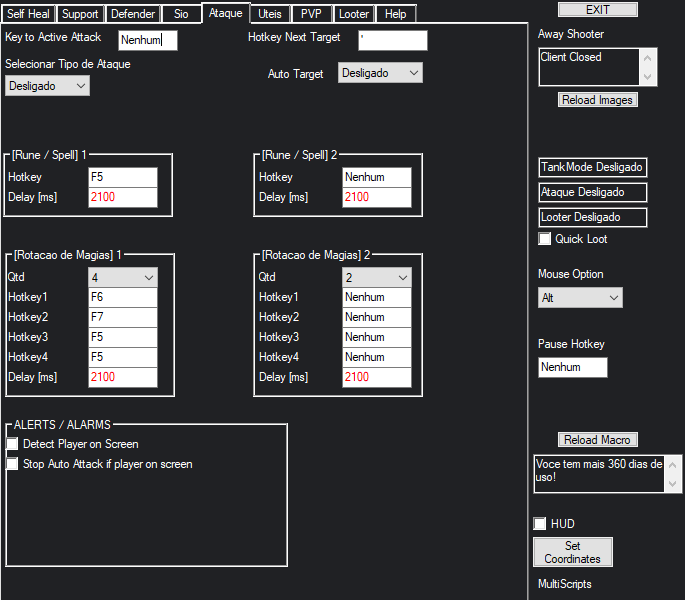 Self Heal Support Defender Sio Ataque Uteis PVP Looter Help
Key to Active Attack Nenhum Hotkey Next Target '
Selecionar Tipo de Ataque
Desligado
Auto Target Desligado
[Rune / Spell] 1
Hotkey F5
Delay [ms] 2100
[Rune / Spell] 2
Hotkey Nenhum
Delay [ms] 2100
[Rotacao de Magias] 1
Qtd 4
Hotkey1 F6
Hotkey2 F7
Hotkey3 F5
Hotkey4 F5
Delay [ms] 2100
[Rotacao de Magias] 2
Qtd 2
Hotkey1 Nenhum
Hotkey2 Nenhum
Hotkey3 Nenhum
Hotkey4 Nenhum
Delay [ms] 2100
ALERTS / ALARMS
Detect Player on Screen
Stop Auto Attack if player on screen
EXIT
Away Shooter
Client Closed
Reload Images
TankMode Desligado
Ataque Desligado
Looter Desligado
Quick Loot
Mouse Option
Alt
Pause Hotkey
Nenhum
Reload Macro
Voce tem mais 360 dias de
uso!
HUD
Set
Coordinates
MultiScripts